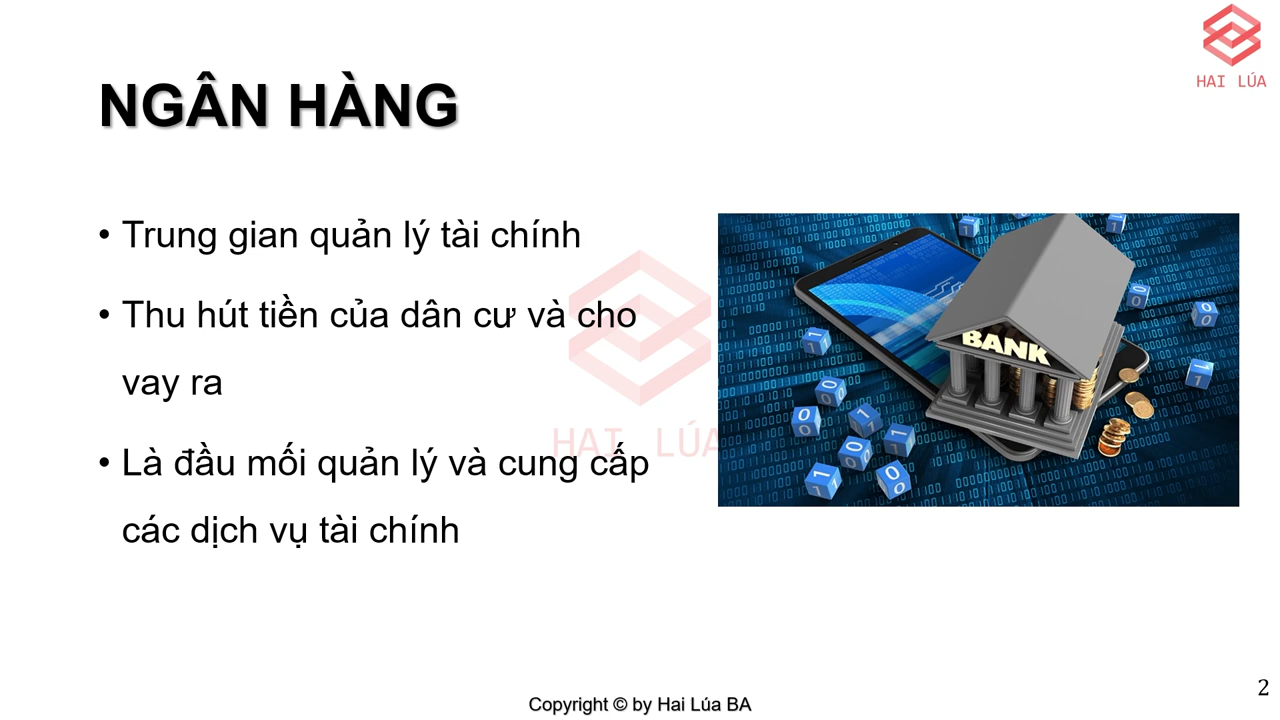 HAI LÚA
NGÂN HÀNG
• Trung gian quản lý tài chính
• Thu hút tiền của dân cư và cho
vay ra
• Là đầu mối quản lý và cung cấp
các dịch vụ tài chính
HAI LÚA
BANK
Copyright © by Hai Lúa BA
2